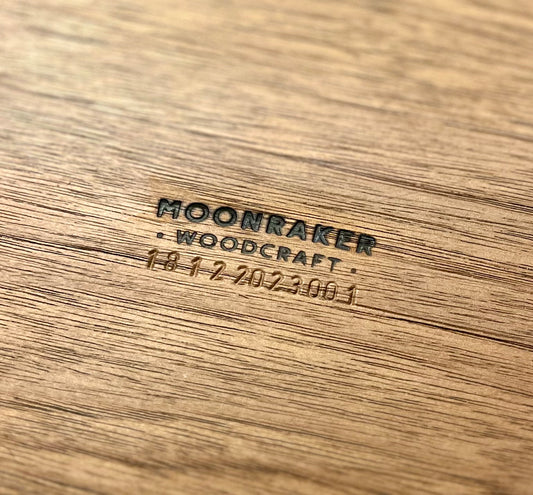 MOONRAKER
· WOODCRAFT ·
18122023001